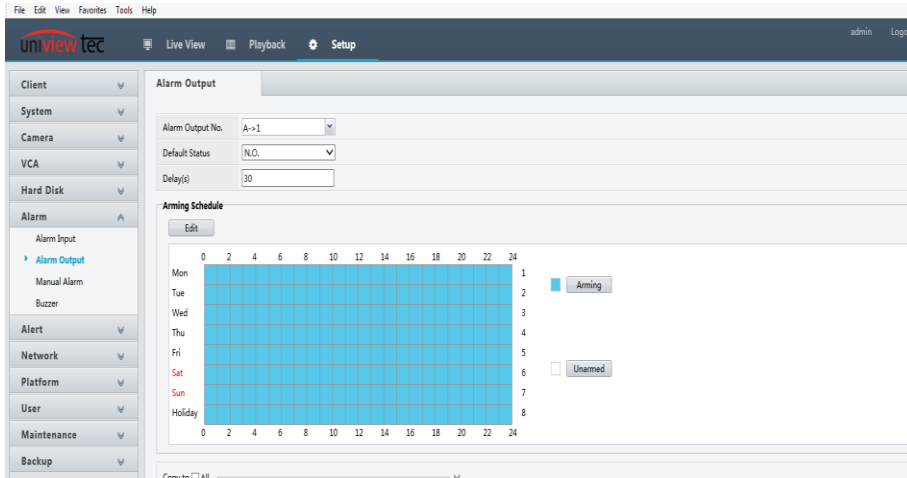 File Edit View Favorites Tools Help
uniview tec
Live View Playback Setup
admin Logo
Client
System
Camera
VCA
Hard Disk
Alarm
Alarm Input
Alarm Output
Manual Alarm
Buzzer
Alert
Network
Platform
User
Maintenance
Backup
Alarm Output
Alarm Output No. A->1
Default Status N.O.
Delay(s) 30
Arming Schedule
Edit
0 2 4 6 8 10 12 14 16 18 20 22 24
Mon 1
Tue 2
Wed 3
Thu 4
Fri 5
Sat 6
Sun 7
Holiday 8
0 2 4 6 8 10 12 14 16 18 20 22 24
Arming
Unarmed
Copy to All